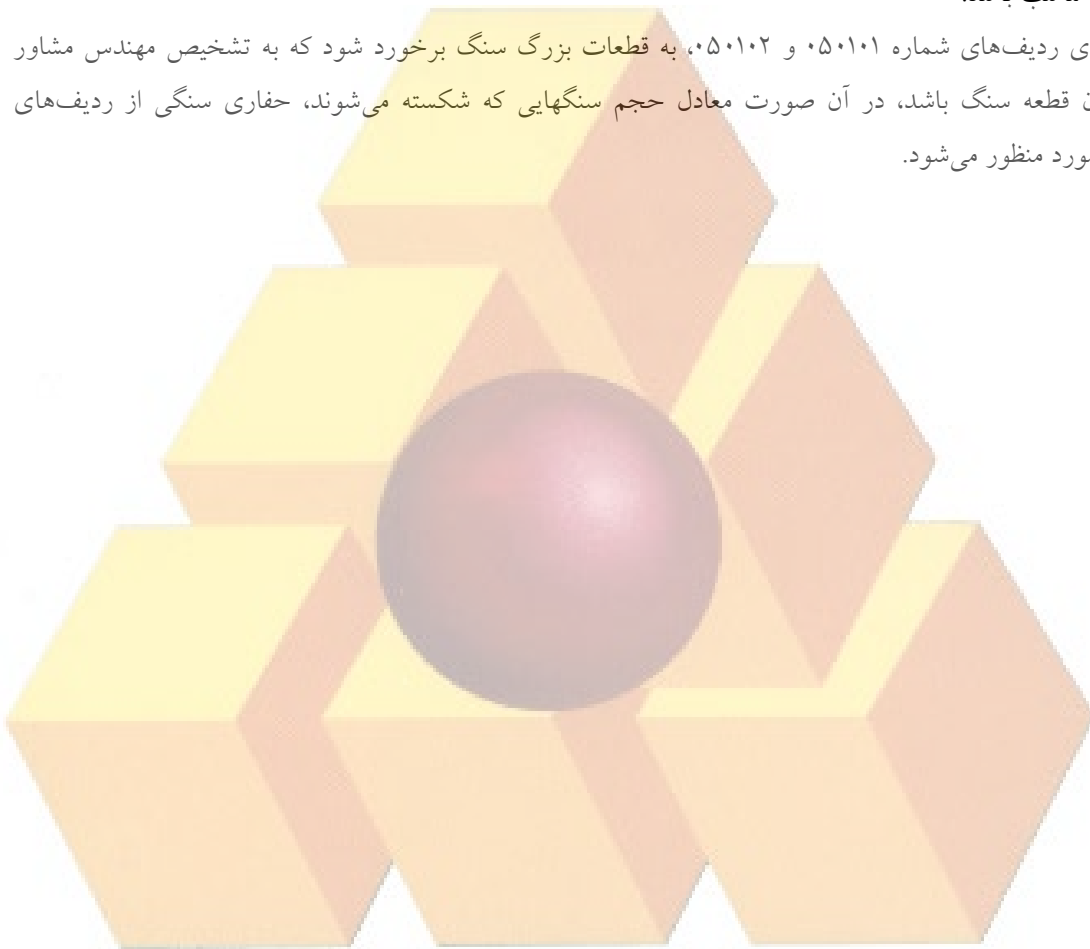 ی ردیف‌های شماره ۰۵۰۱۰۱ و ۰۵۰۱۰۲، به قطعات بزرگ سنگ برخورد شود که به تشخیص مهندس مشاور
ن قطعه سنگ باشد، در آن صورت معادل حجم سنگهایی که شکسته می‌شوند، حفاری سنگی از ردیف‌های
ورد منظور می‌شود.